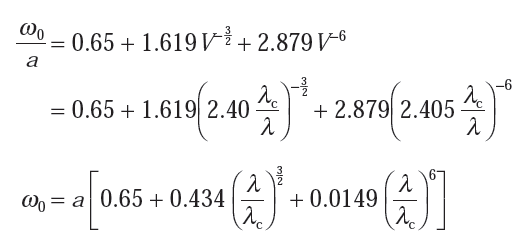 ω₀/a = 0.65 + 1.619 V^(-3/2) + 2.879 V^(-6)
= 0.65 + 1.619 (2.40 λc/λ)^(-3/2) + 2.879 (2.405 λc/λ)^(-6)
ω₀ = a [0.65 + 0.434 (λ/λc)^(3/2) + 0.0149 (λ/λc)^6]